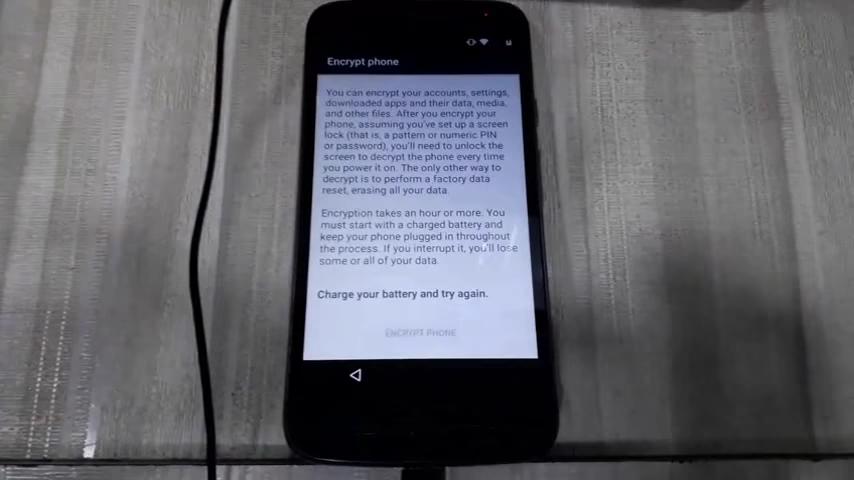 Encrypt phone
You can encrypt your accounts, settings,
downloaded apps and their data, media,
and other files. After you encrypt your
phone, assuming you've set up a screen
lock (that is, a pattern or numeric PIN
or password), you'll need to unlock the
screen to decrypt the phone every time
you power it on. The only other way to
decrypt is to perform a factory data
reset, erasing all your data.
Encryption takes an hour or more. You
must start with a charged battery and
keep your phone plugged in throughout
the process. If you interrupt it, you'll lose
some or all of your data.
Charge your battery and try again.
ENCRYPT PHONE